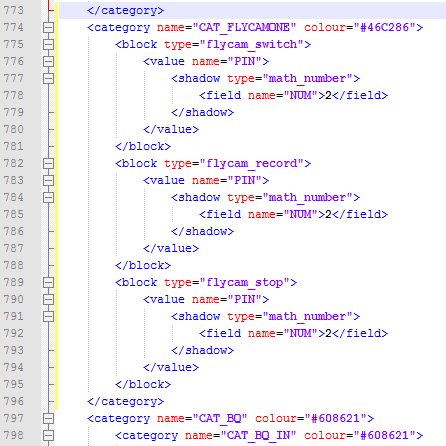 773 </category>
774 <category name="CAT_FLYCAMONE" colour="#46C286">
775 <block type="flycam_switch">
776 <value name="PIN">
777 <shadow type="math_number">
778 <field name="NUM">2</field>
779 </shadow>
780 </value>
781 </block>
782 <block type="flycam_record">
783 <value name="PIN">
784 <shadow type="math_number">
785 <field name="NUM">2</field>
786 </shadow>
787 </value>
788 </block>
789 <block type="flycam_stop">
790 <value name="PIN">
791 <shadow type="math_number">
792 <field name="NUM">2</field>
793 </shadow>
794 </value>
795 </block>
796 </category>
797 <category name="CAT_BQ" colour="#608621">
798 <category name="CAT_BQ_IN" colour="#608621">